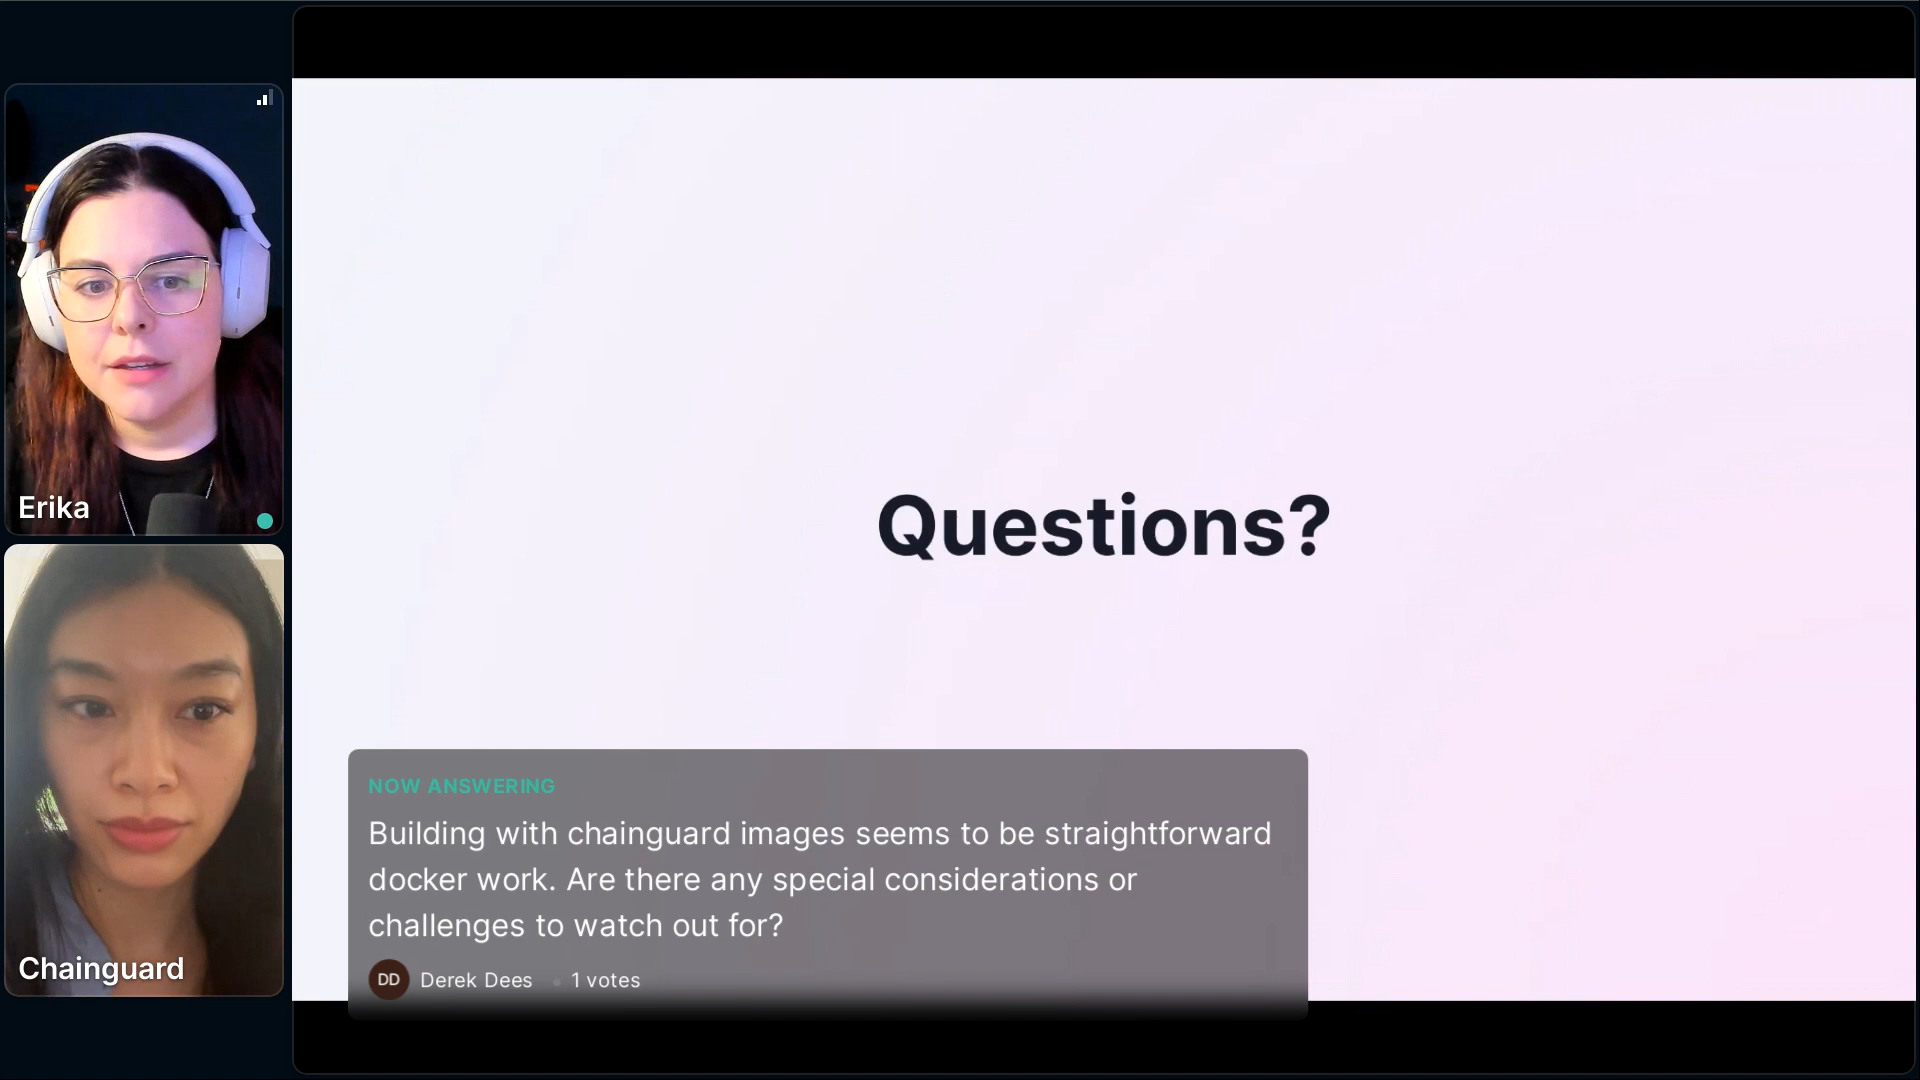 Erika
Chainguard
Questions?
NOW ANSWERING
Building with chainguard images seems to be straightforward
docker work. Are there any special considerations or
challenges to watch out for?
DD Derek Dees 1 votes